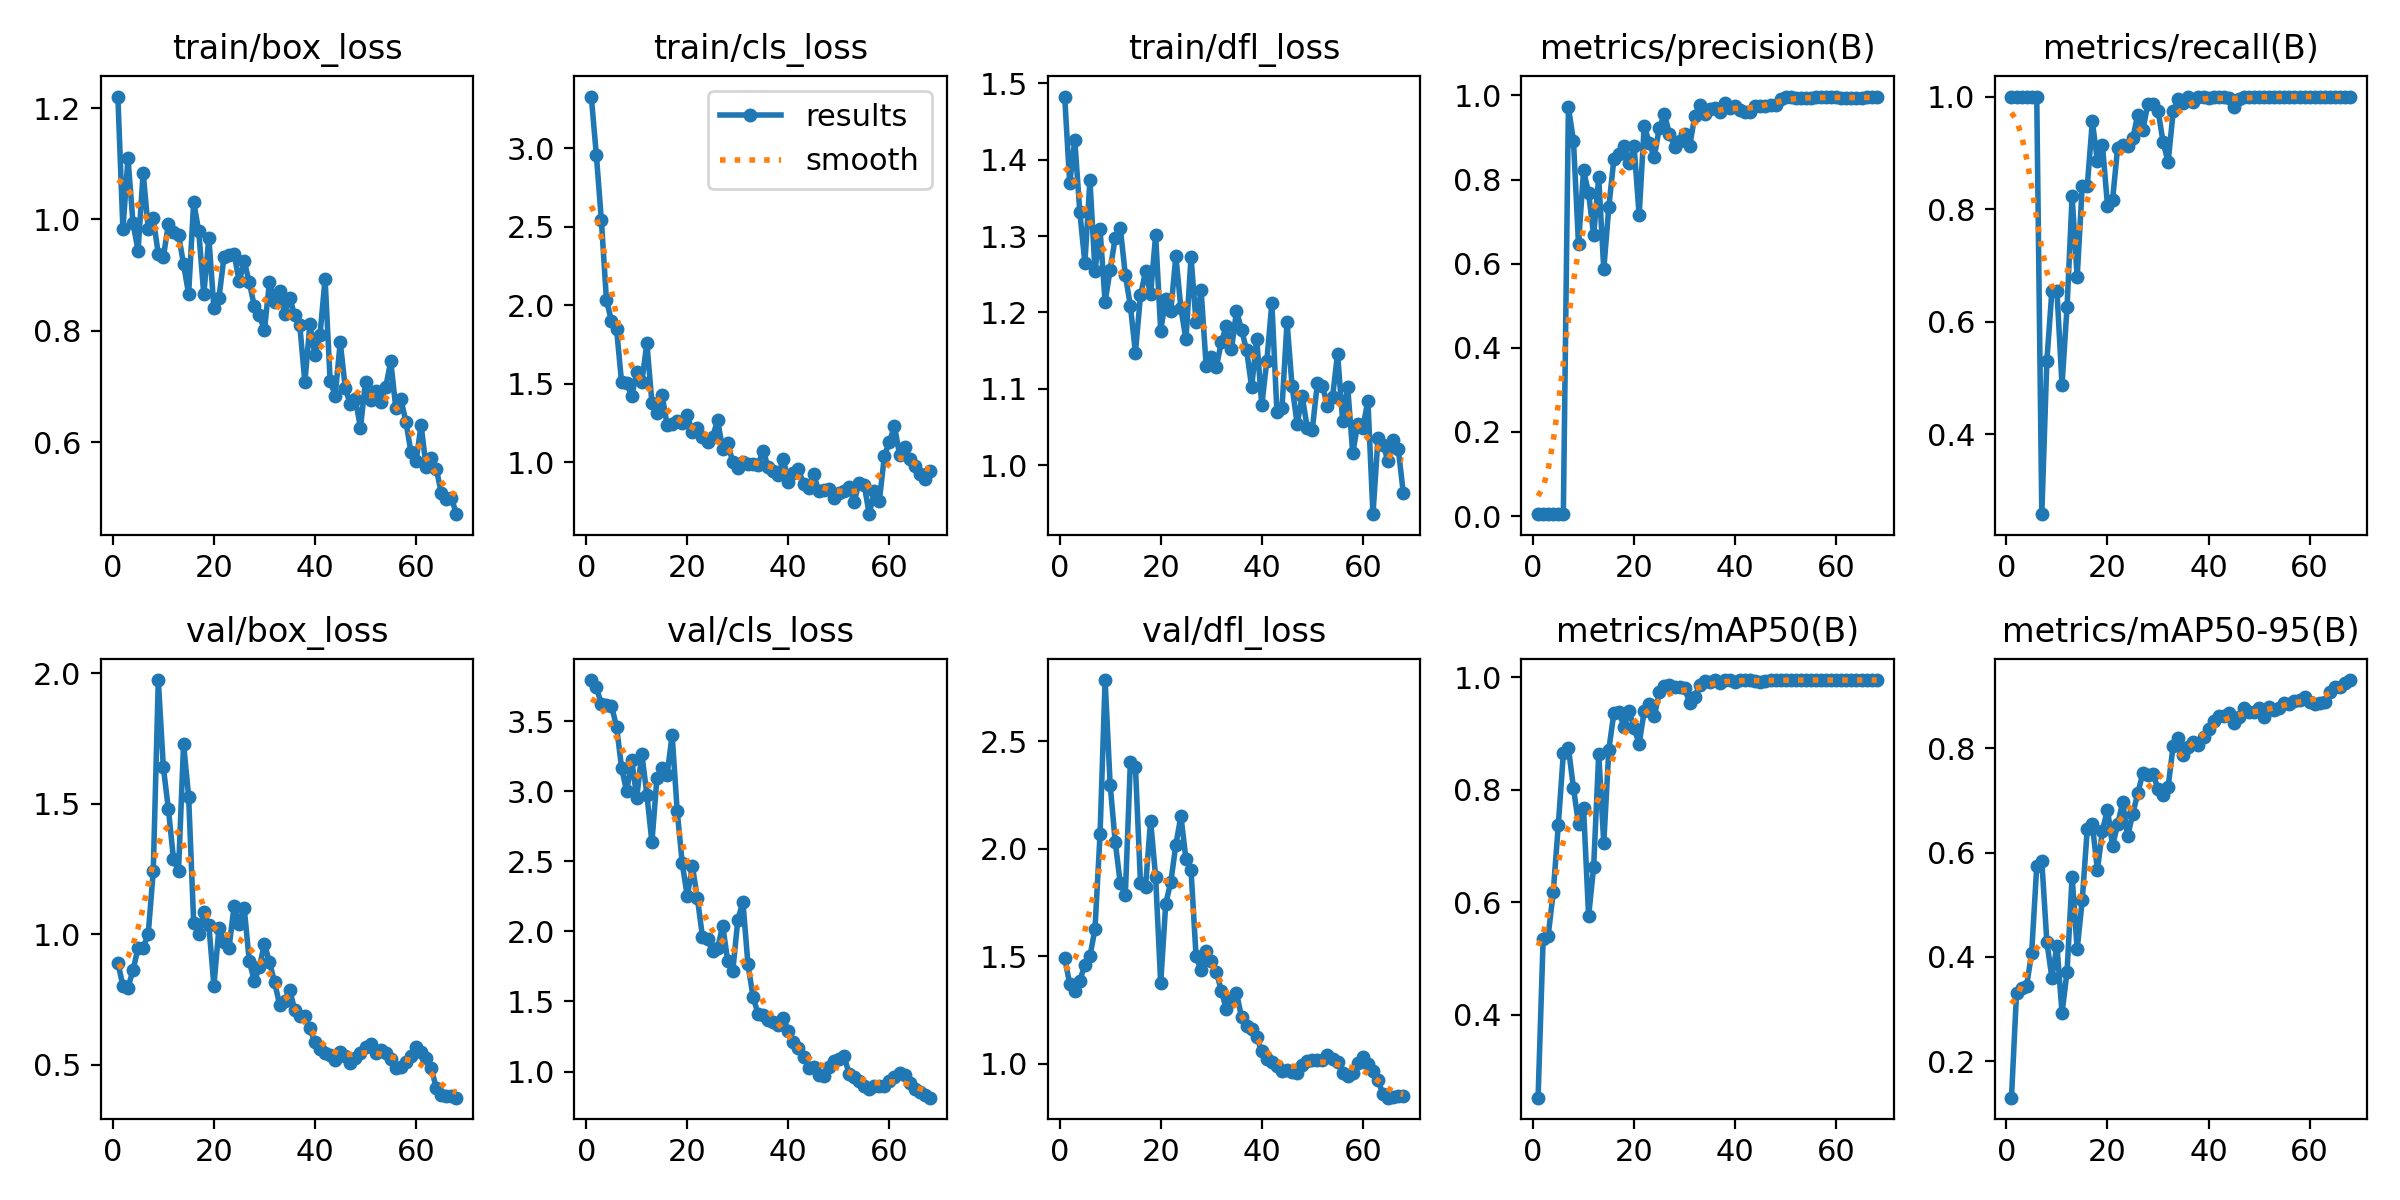 train/box_loss
train/cls_loss
train/dfl_loss
metrics/precision(B)
metrics/recall(B)
1.2
1.0
0.8
0.6
0 20 40 60
results
smooth
3.0
2.5
2.0
1.5
1.0
0 20 40 60
1.5
1.4
1.3
1.2
1.1
1.0
0 20 40 60
1.0
0.8
0.6
0.4
0.2
0.0
0 20 40 60
1.0
0.8
0.6
0.4
0 20 40 60
val/box_loss
val/cls_loss
val/dfl_loss
metrics/mAP50(B)
metrics/mAP50-95(B)
2.0
1.5
1.0
0.5
0 20 40 60
3.5
3.0
2.5
2.0
1.5
1.0
0 20 40 60
2.5
2.0
1.5
1.0
0 20 40 60
1.0
0.8
0.6
0.4
0 20 40 60
0.8
0.6
0.4
0.2
0 20 40 60